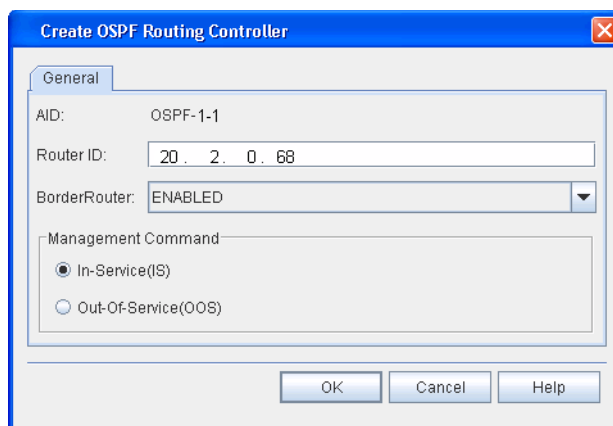 Create OSPF Routing Controller
General
AID: OSPF-1-1
Router ID: 20 . 2 . 0 . 68
BorderRouter: ENABLED
Management Command
In-Service(IS)
Out-Of-Service(OOS)
OK Cancel Help